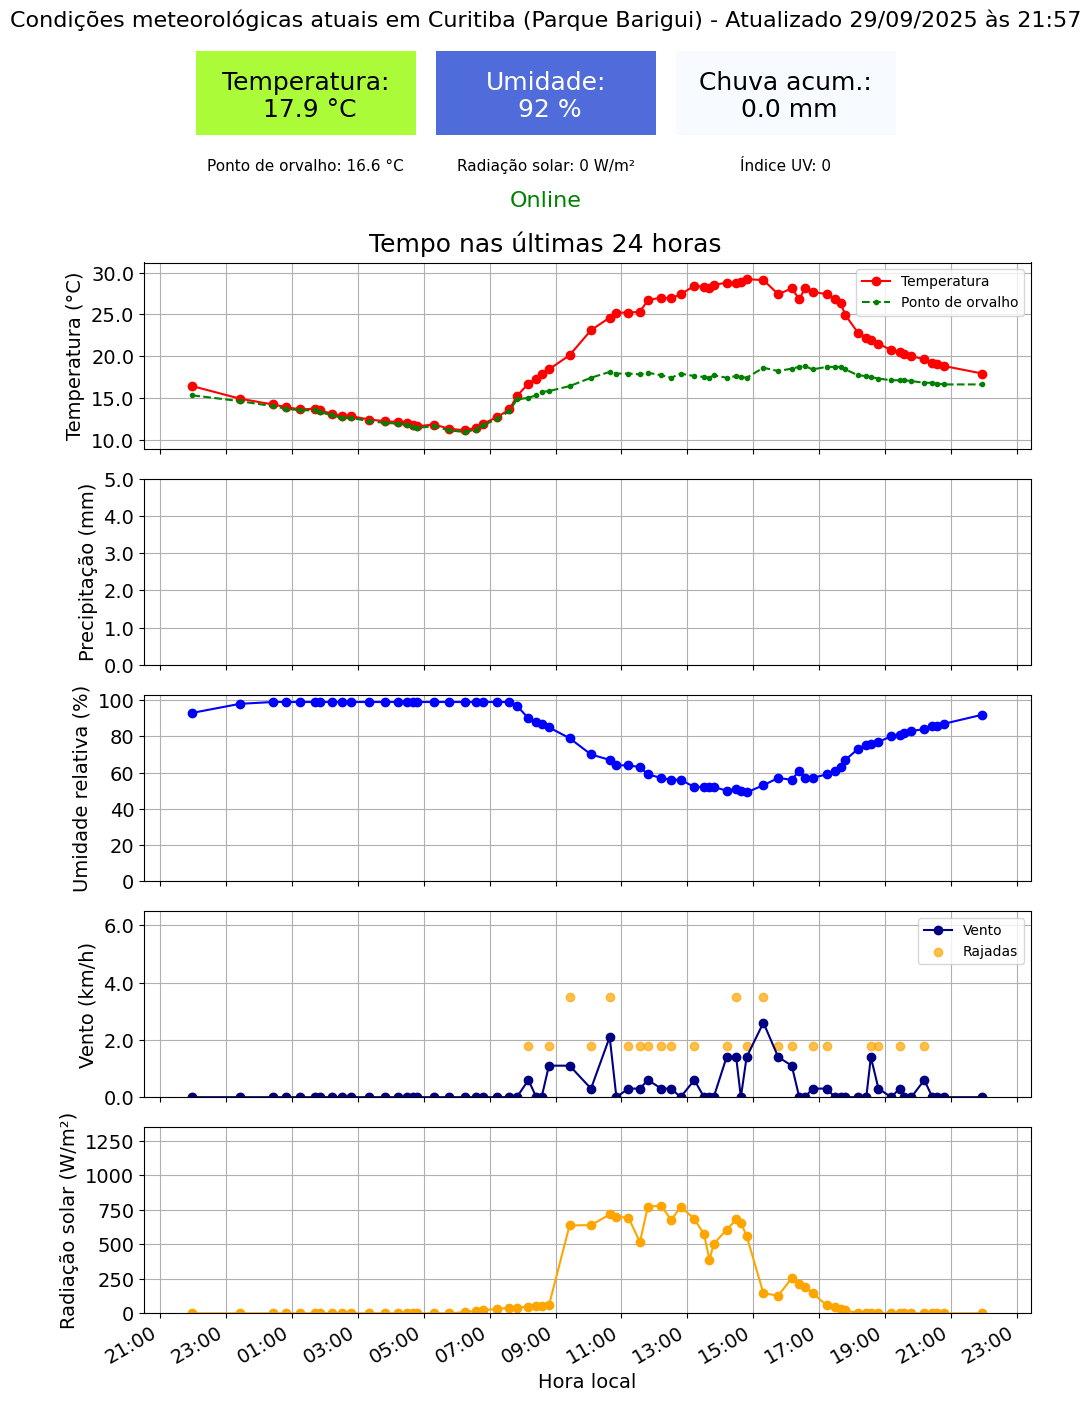 Condições meteorológicas atuais em Curitiba (Parque Barigui) - Atualizado 29/09/2025 às 21:57
Temperatura:
17.9 °C
Umidade:
92 %
Chuva acum.:
0.0 mm
Ponto de orvalho: 16.6 °C
Radiação solar: 0 W/m²
Índice UV: 0
Online
Tempo nas últimas 24 horas
Temperatura (°C)
30.0
25.0
20.0
15.0
10.0
Temperatura
Ponto de orvalho
Precipitação (mm)
5.0
4.0
3.0
2.0
1.0
0.0
Umidade relativa (%)
100
80
60
40
20
0
Vento (km/h)
6.0
4.0
2.0
0.0
Vento
Rajadas
Radiação solar (W/m²)
1250
1000
750
500
250
0
21:00
23:00
01:00
03:00
05:00
07:00
09:00
11:00
13:00
15:00
17:00
19:00
21:00
23:00
Hora local